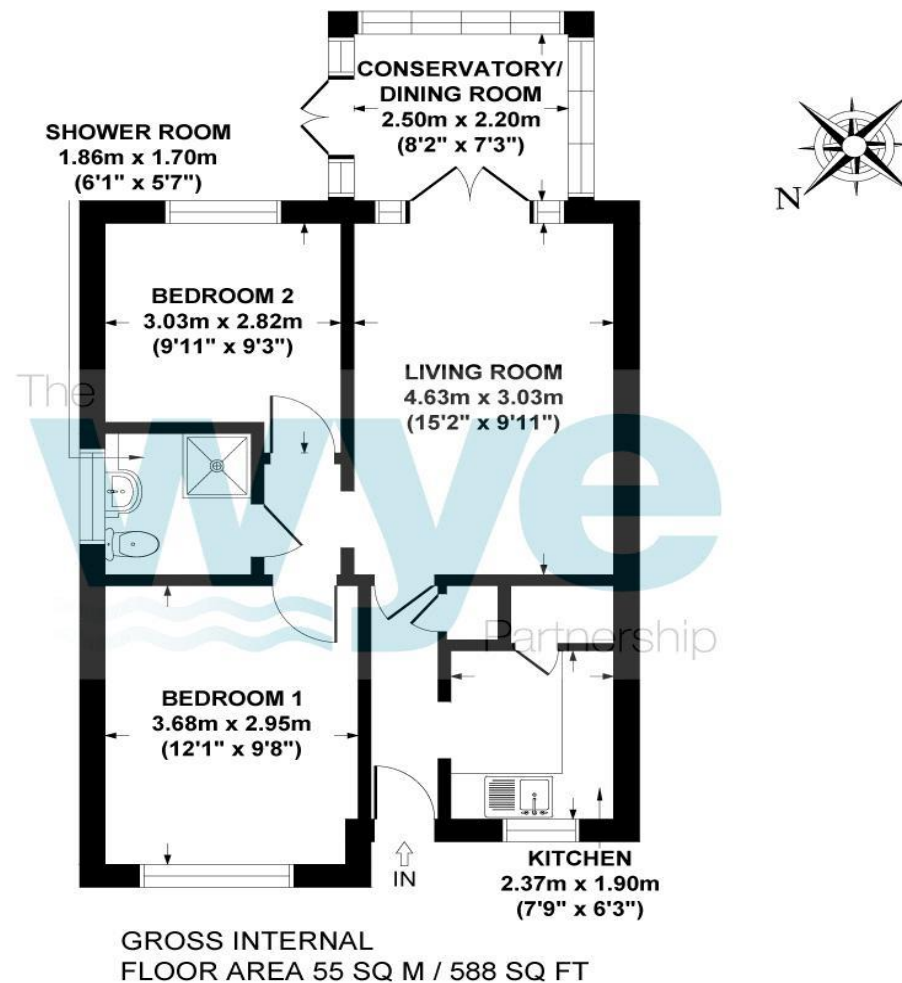 CONSERVATORY/
DINING ROOM
2.50m x 2.20m
(8'2" x 7'3")
SHOWER ROOM
1.86m x 1.70m
(6'1" x 5'7")
N
BEDROOM 2
3.03m x 2.82m
(9'11" x 9'3")
LIVING ROOM
4.63m x 3.03m
(15'2" x 9'11")
The
wye
Partnership
BEDROOM 1
3.68m x 2.95m
(12'1" x 9'8")
IN
KITCHEN
2.37m x 1.90m
(7'9" x 6'3")
GROSS INTERNAL
FLOOR AREA 55 SQ M / 588 SQ FT